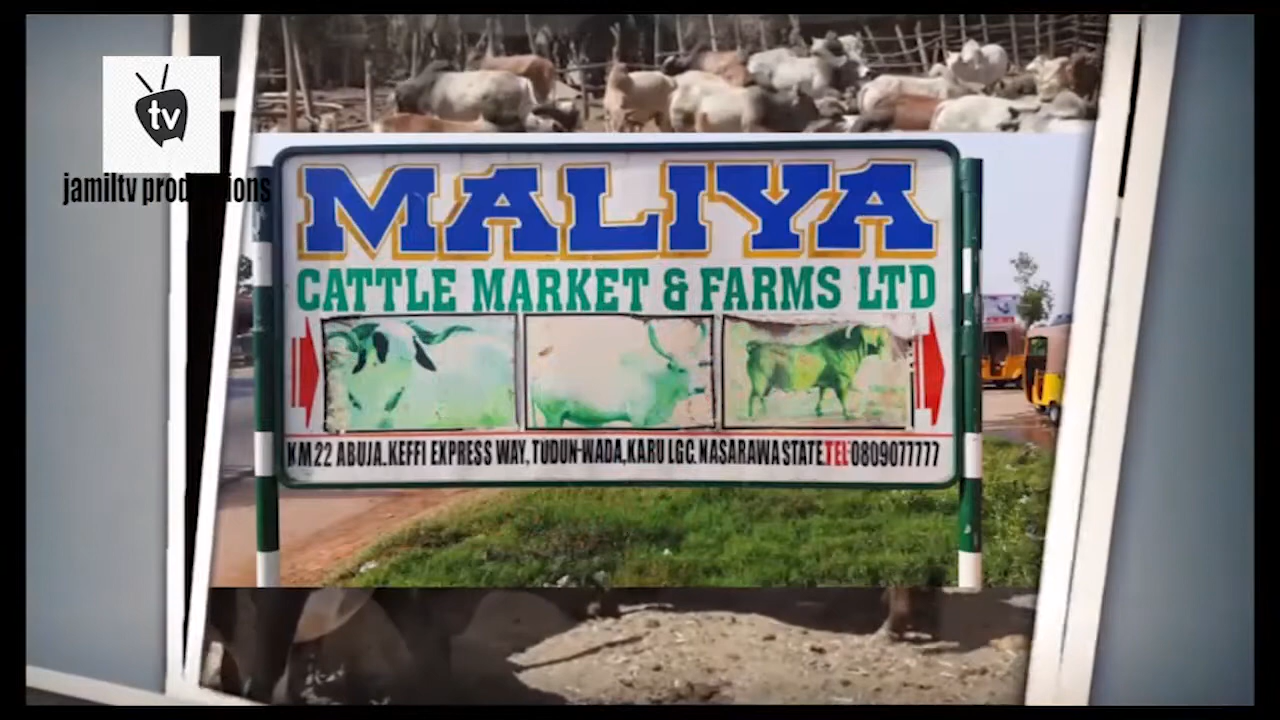 tv
jamiltv productions
MALIYA
CATTLE MARKET & FARMS LTD
KM22 ABUJA.KEFFI EXPRESS WAY, TUDUN-WADA, KARU LGC. NASARAWA STATE. TEL: 0809077777